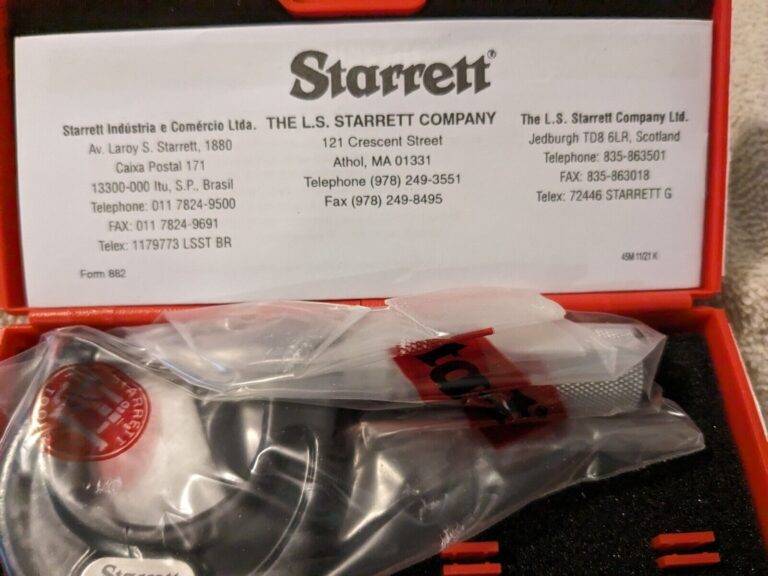 Starrett®
Starrett Indústria e Comércio Ltda.
Av. Laroy S. Starrett, 1880
Caixa Postal 171
13300-000 Itu, S.P., Brasil
Telephone: 011 7824-9500
FAX: 011 7824-9691
Telex: 1179773 LSST BR
THE L.S. STARRETT COMPANY
121 Crescent Street
Athol, MA 01331
Telephone (978) 249-3551
Fax (978) 249-8495
The L.S. Starrett Company Ltd.
Jedburgh TD8 6LR, Scotland
Telephone: 835-863501
FAX: 835-863018
Telex: 72446 STARRETT G
Form 882
45M 11/21 K
STARRETT
TOOLS
Starrett